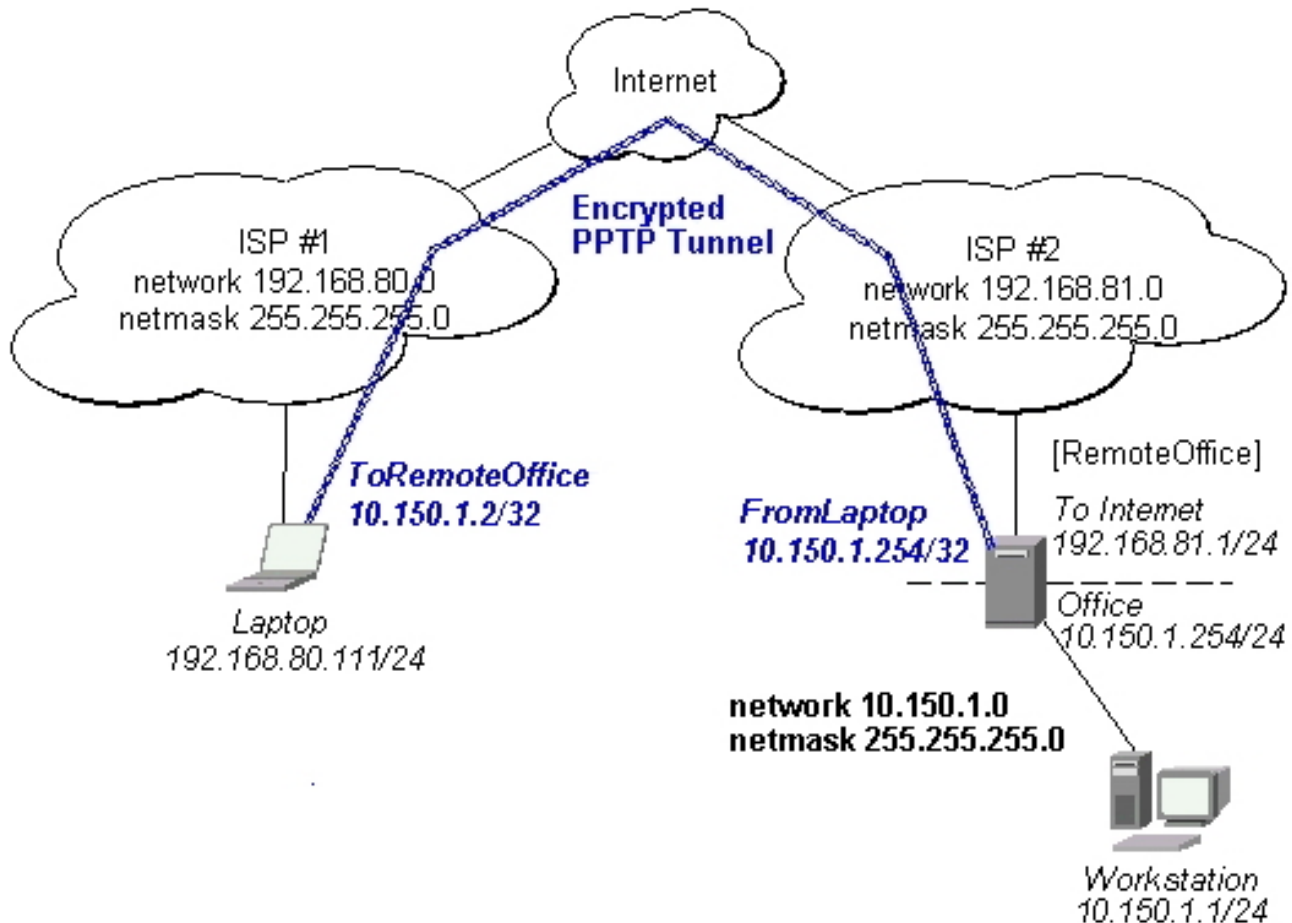 Internet
Encrypted
PPTP Tunnel
ISP #1
network 192.168.80.0
netmask 255.255.255.0
ISP #2
network 192.168.81.0
netmask 255.255.255.0
ToRemoteOffice
10.150.1.2/32
Laptop
192.168.80.111/24
FromLaptop
10.150.1.254/32
[RemoteOffice]
To Internet
192.168.81.1/24
Office
10.150.1.254/24
network 10.150.1.0
netmask 255.255.255.0
Workstation
10.150.1.1/24